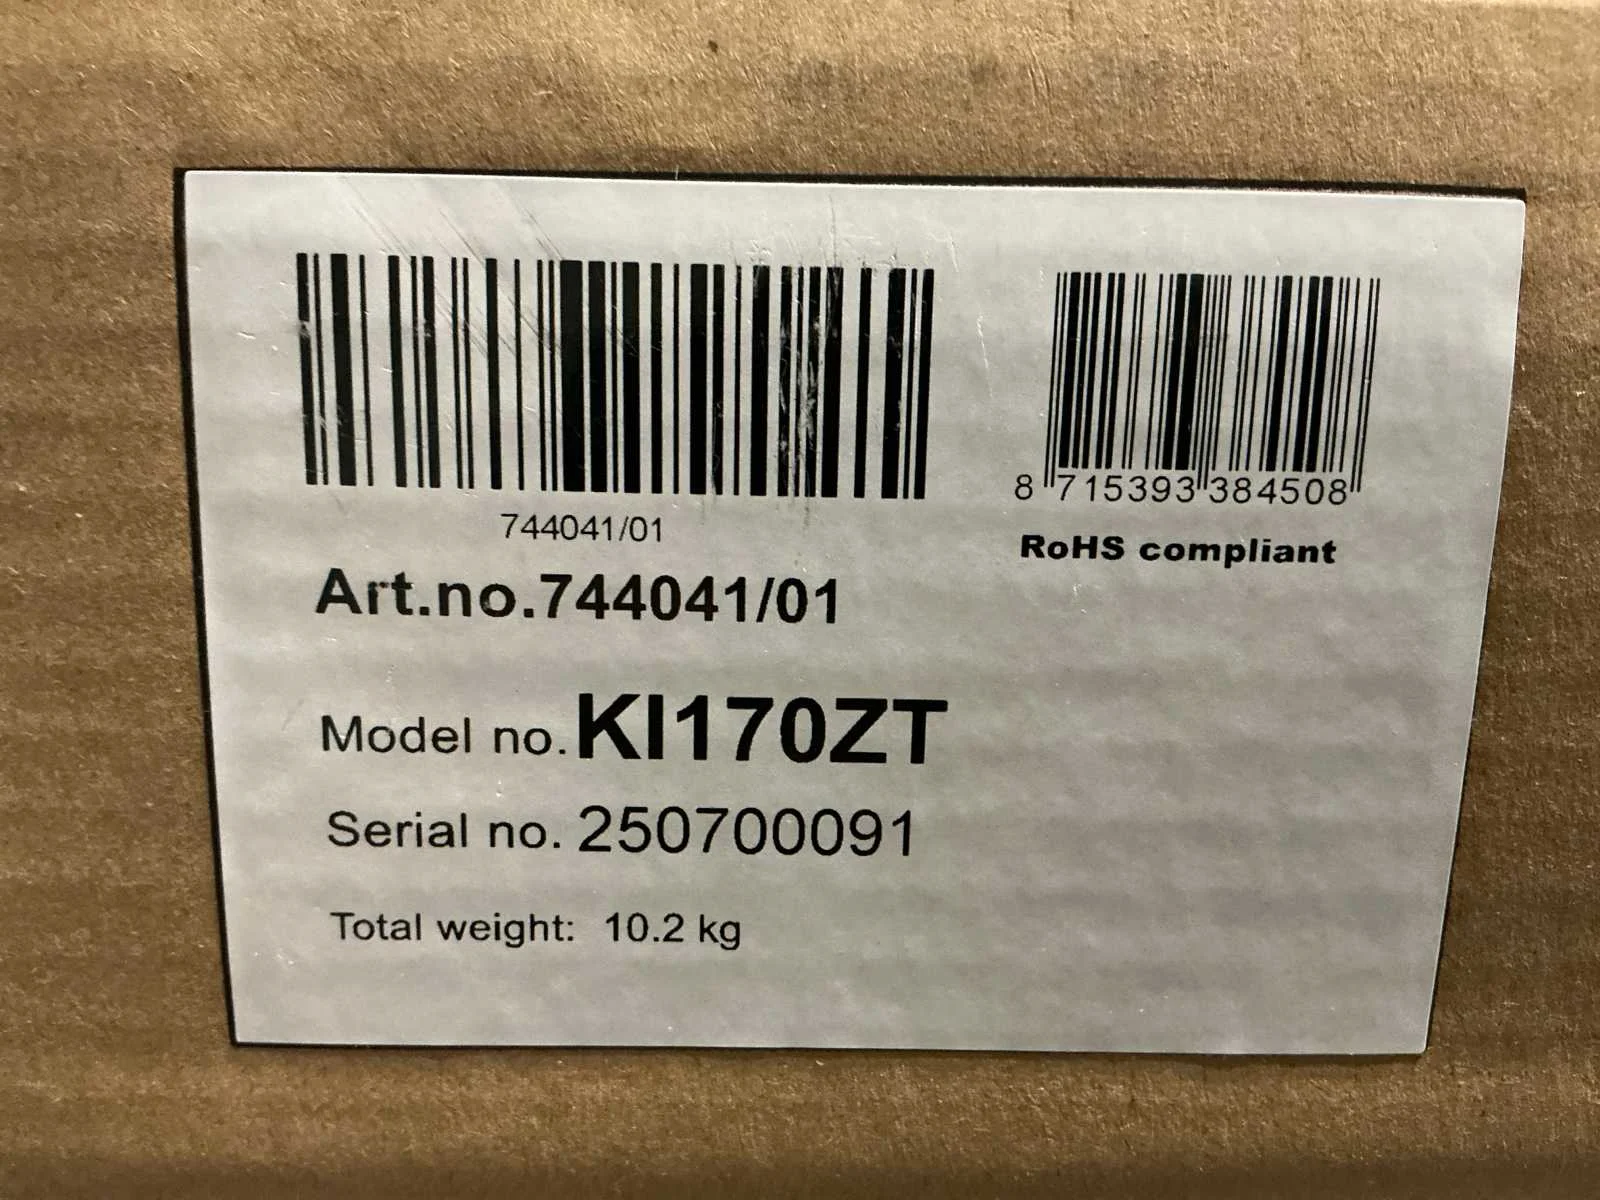 744041/01
8 715393 384508
RoHS compliant
Art.no.744041/01
Model no.KI170ZT
Serial no. 250700091
Total weight: 10.2 kg